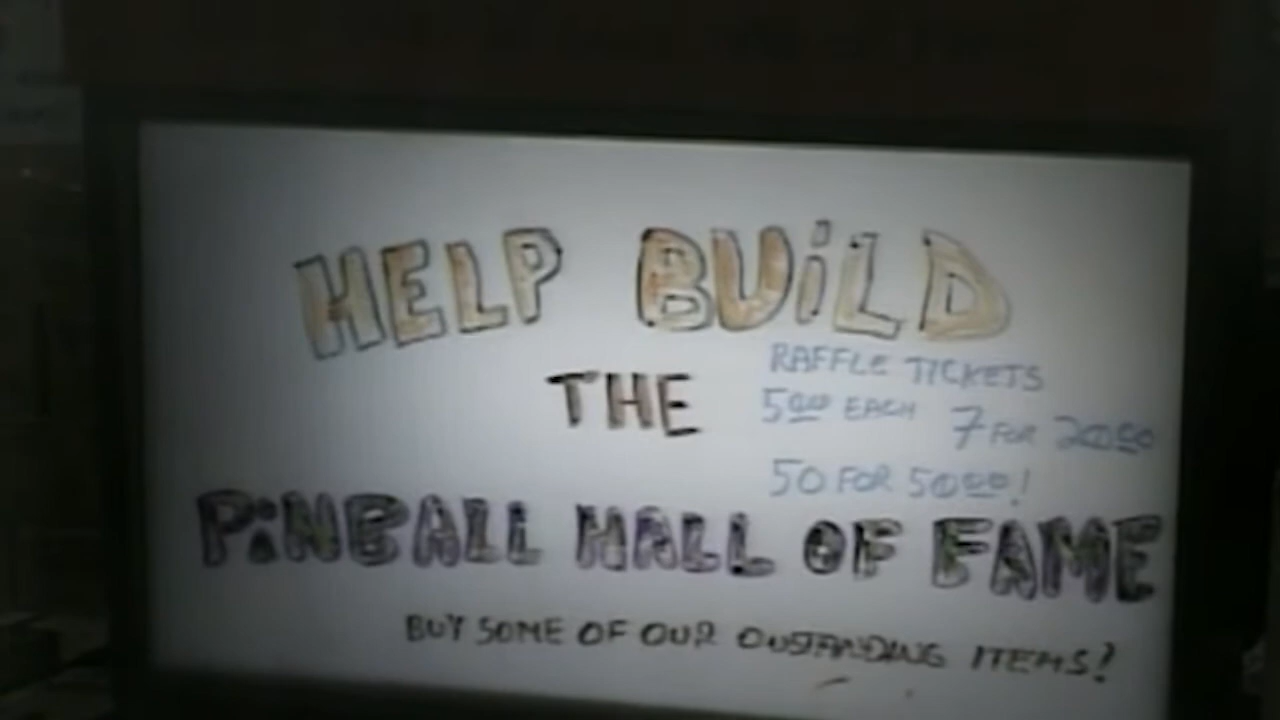 HELP BUiLD
THE
RAFFLE TICKETS
5.00 EACH 7 FOR 20.00
50 FOR 50.00!
PiNBALL HALL OF FAME
BUY SOME OF OUR OUSTANDING ITEMS!